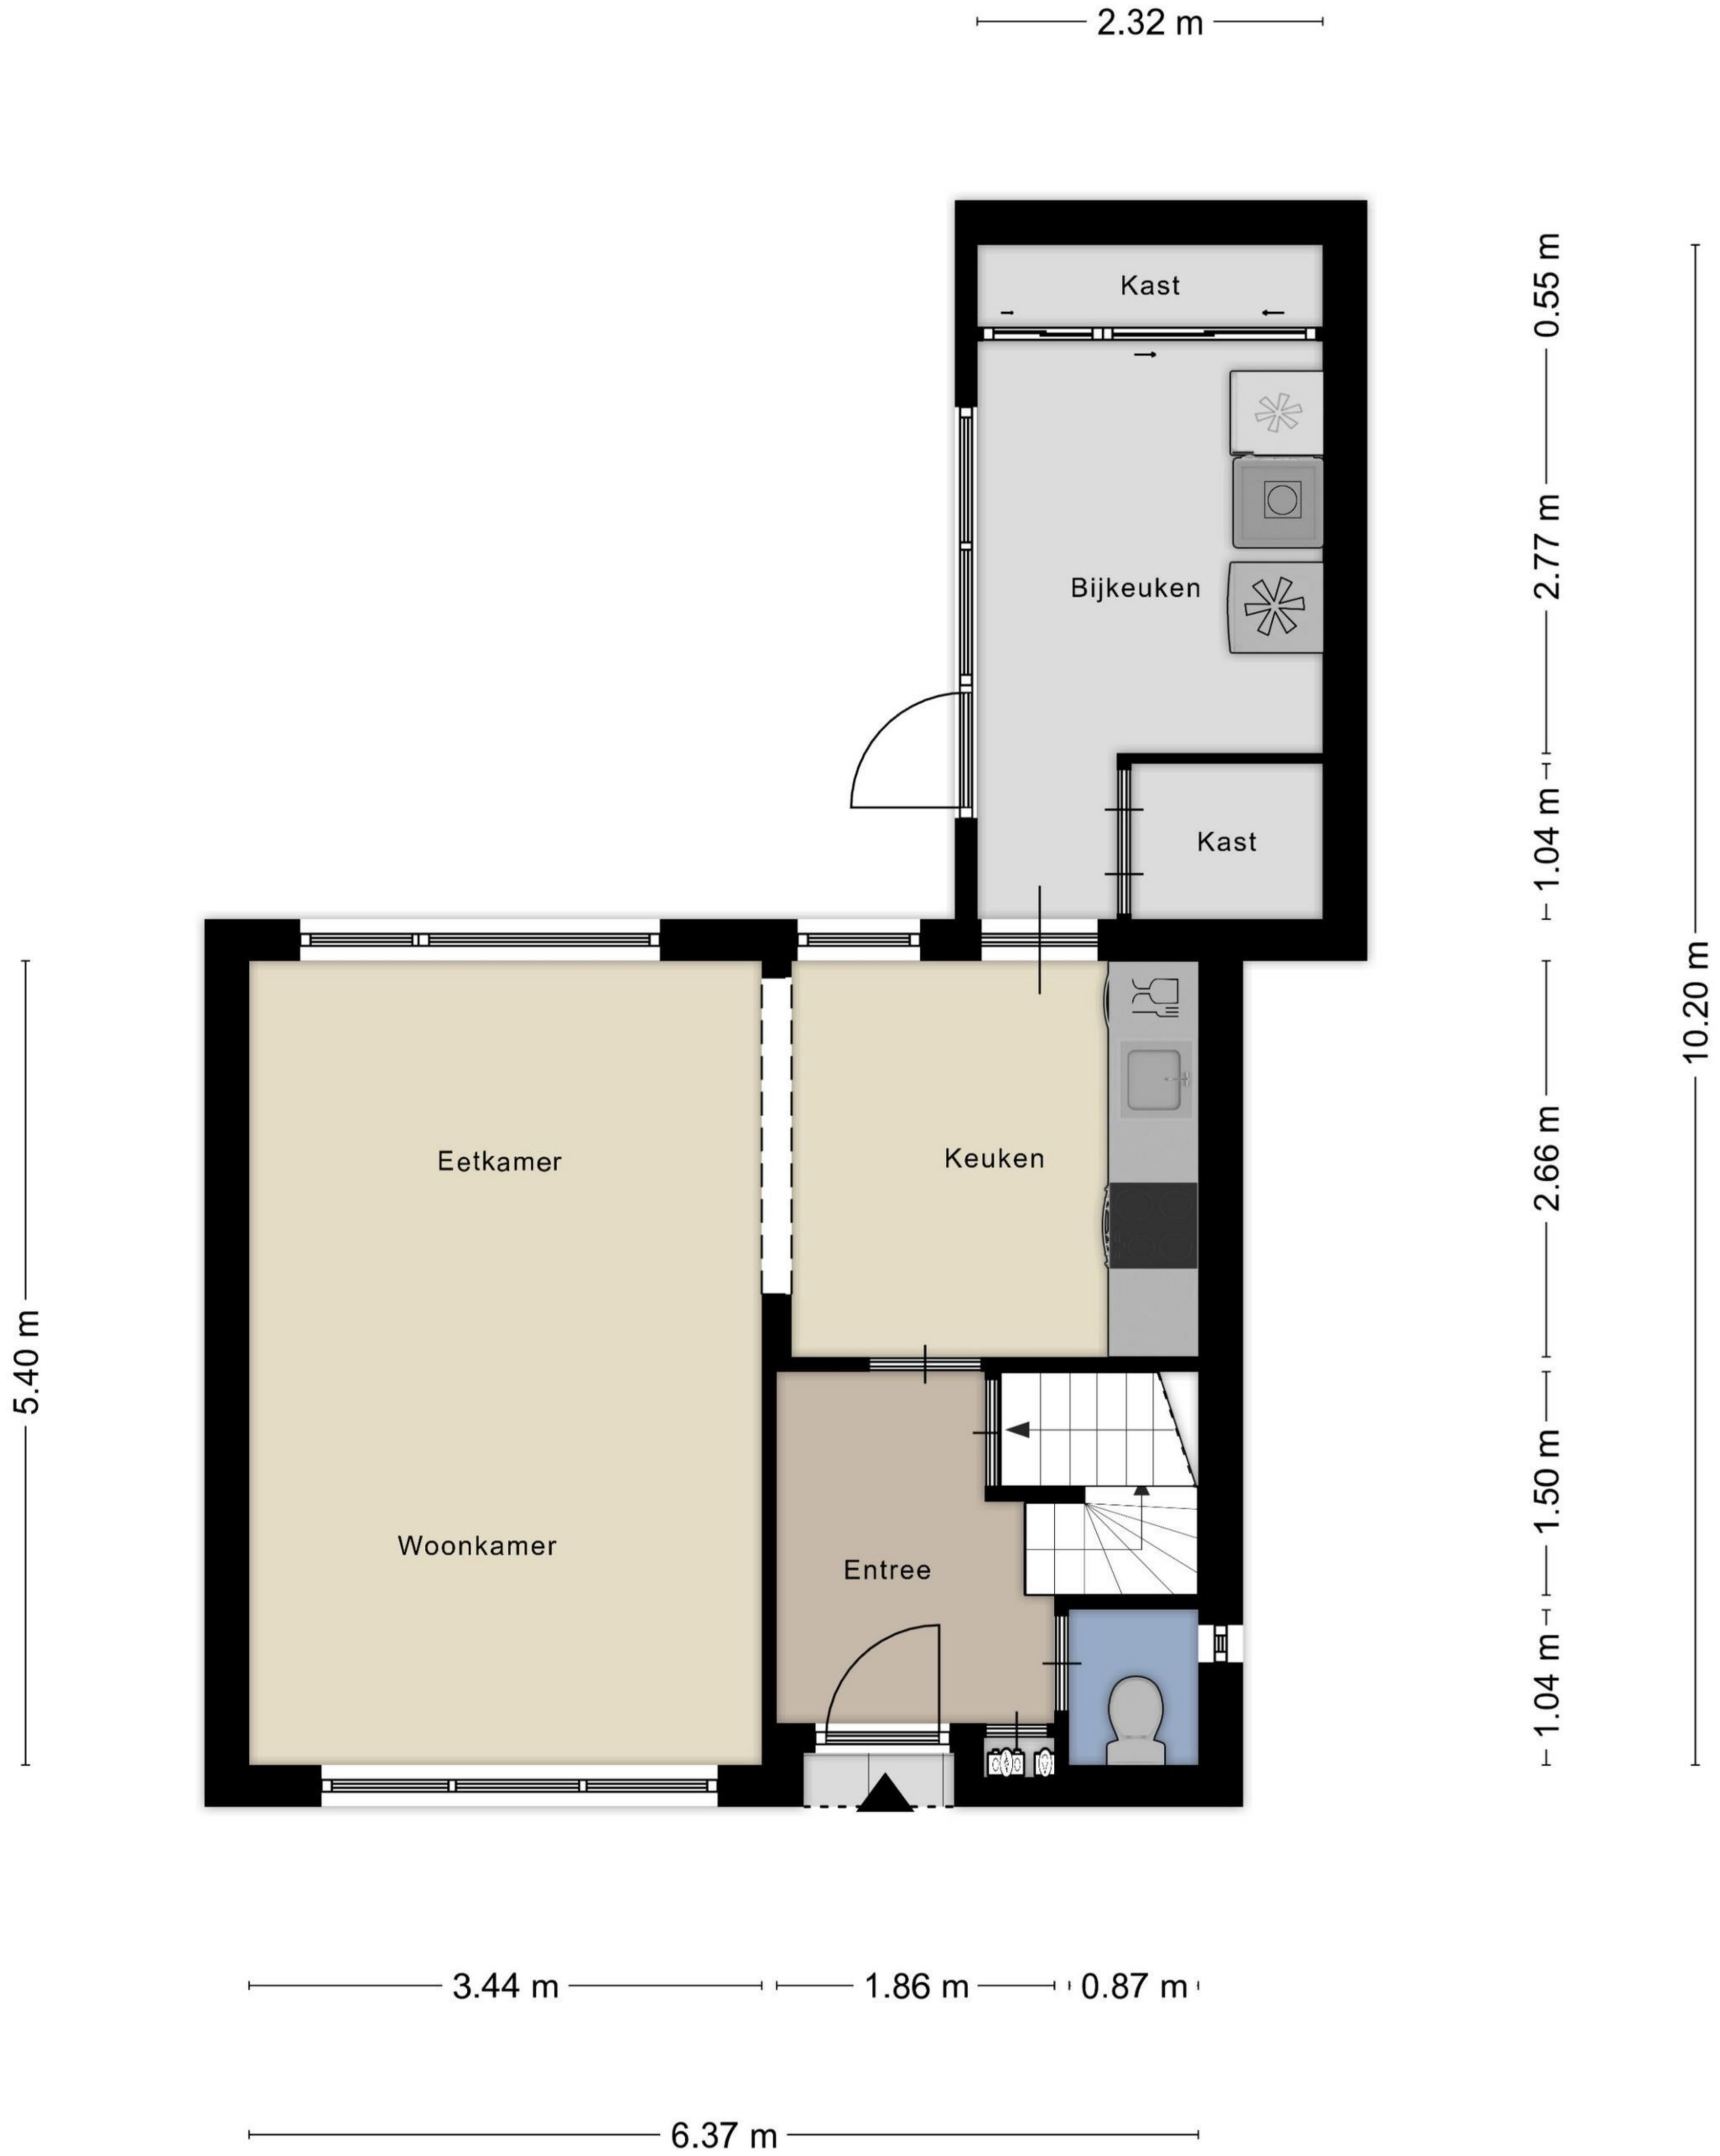 2.32 m
Kast
0.55 m
2.77 m
Bijkeuken
1.04 m
Kast
10.20 m
Eetkamer
Keuken
2.66 m
5.40 m
1.50 m
Woonkamer
Entree
1.04 m
3.44 m
1.86 m
0.87 m
6.37 m